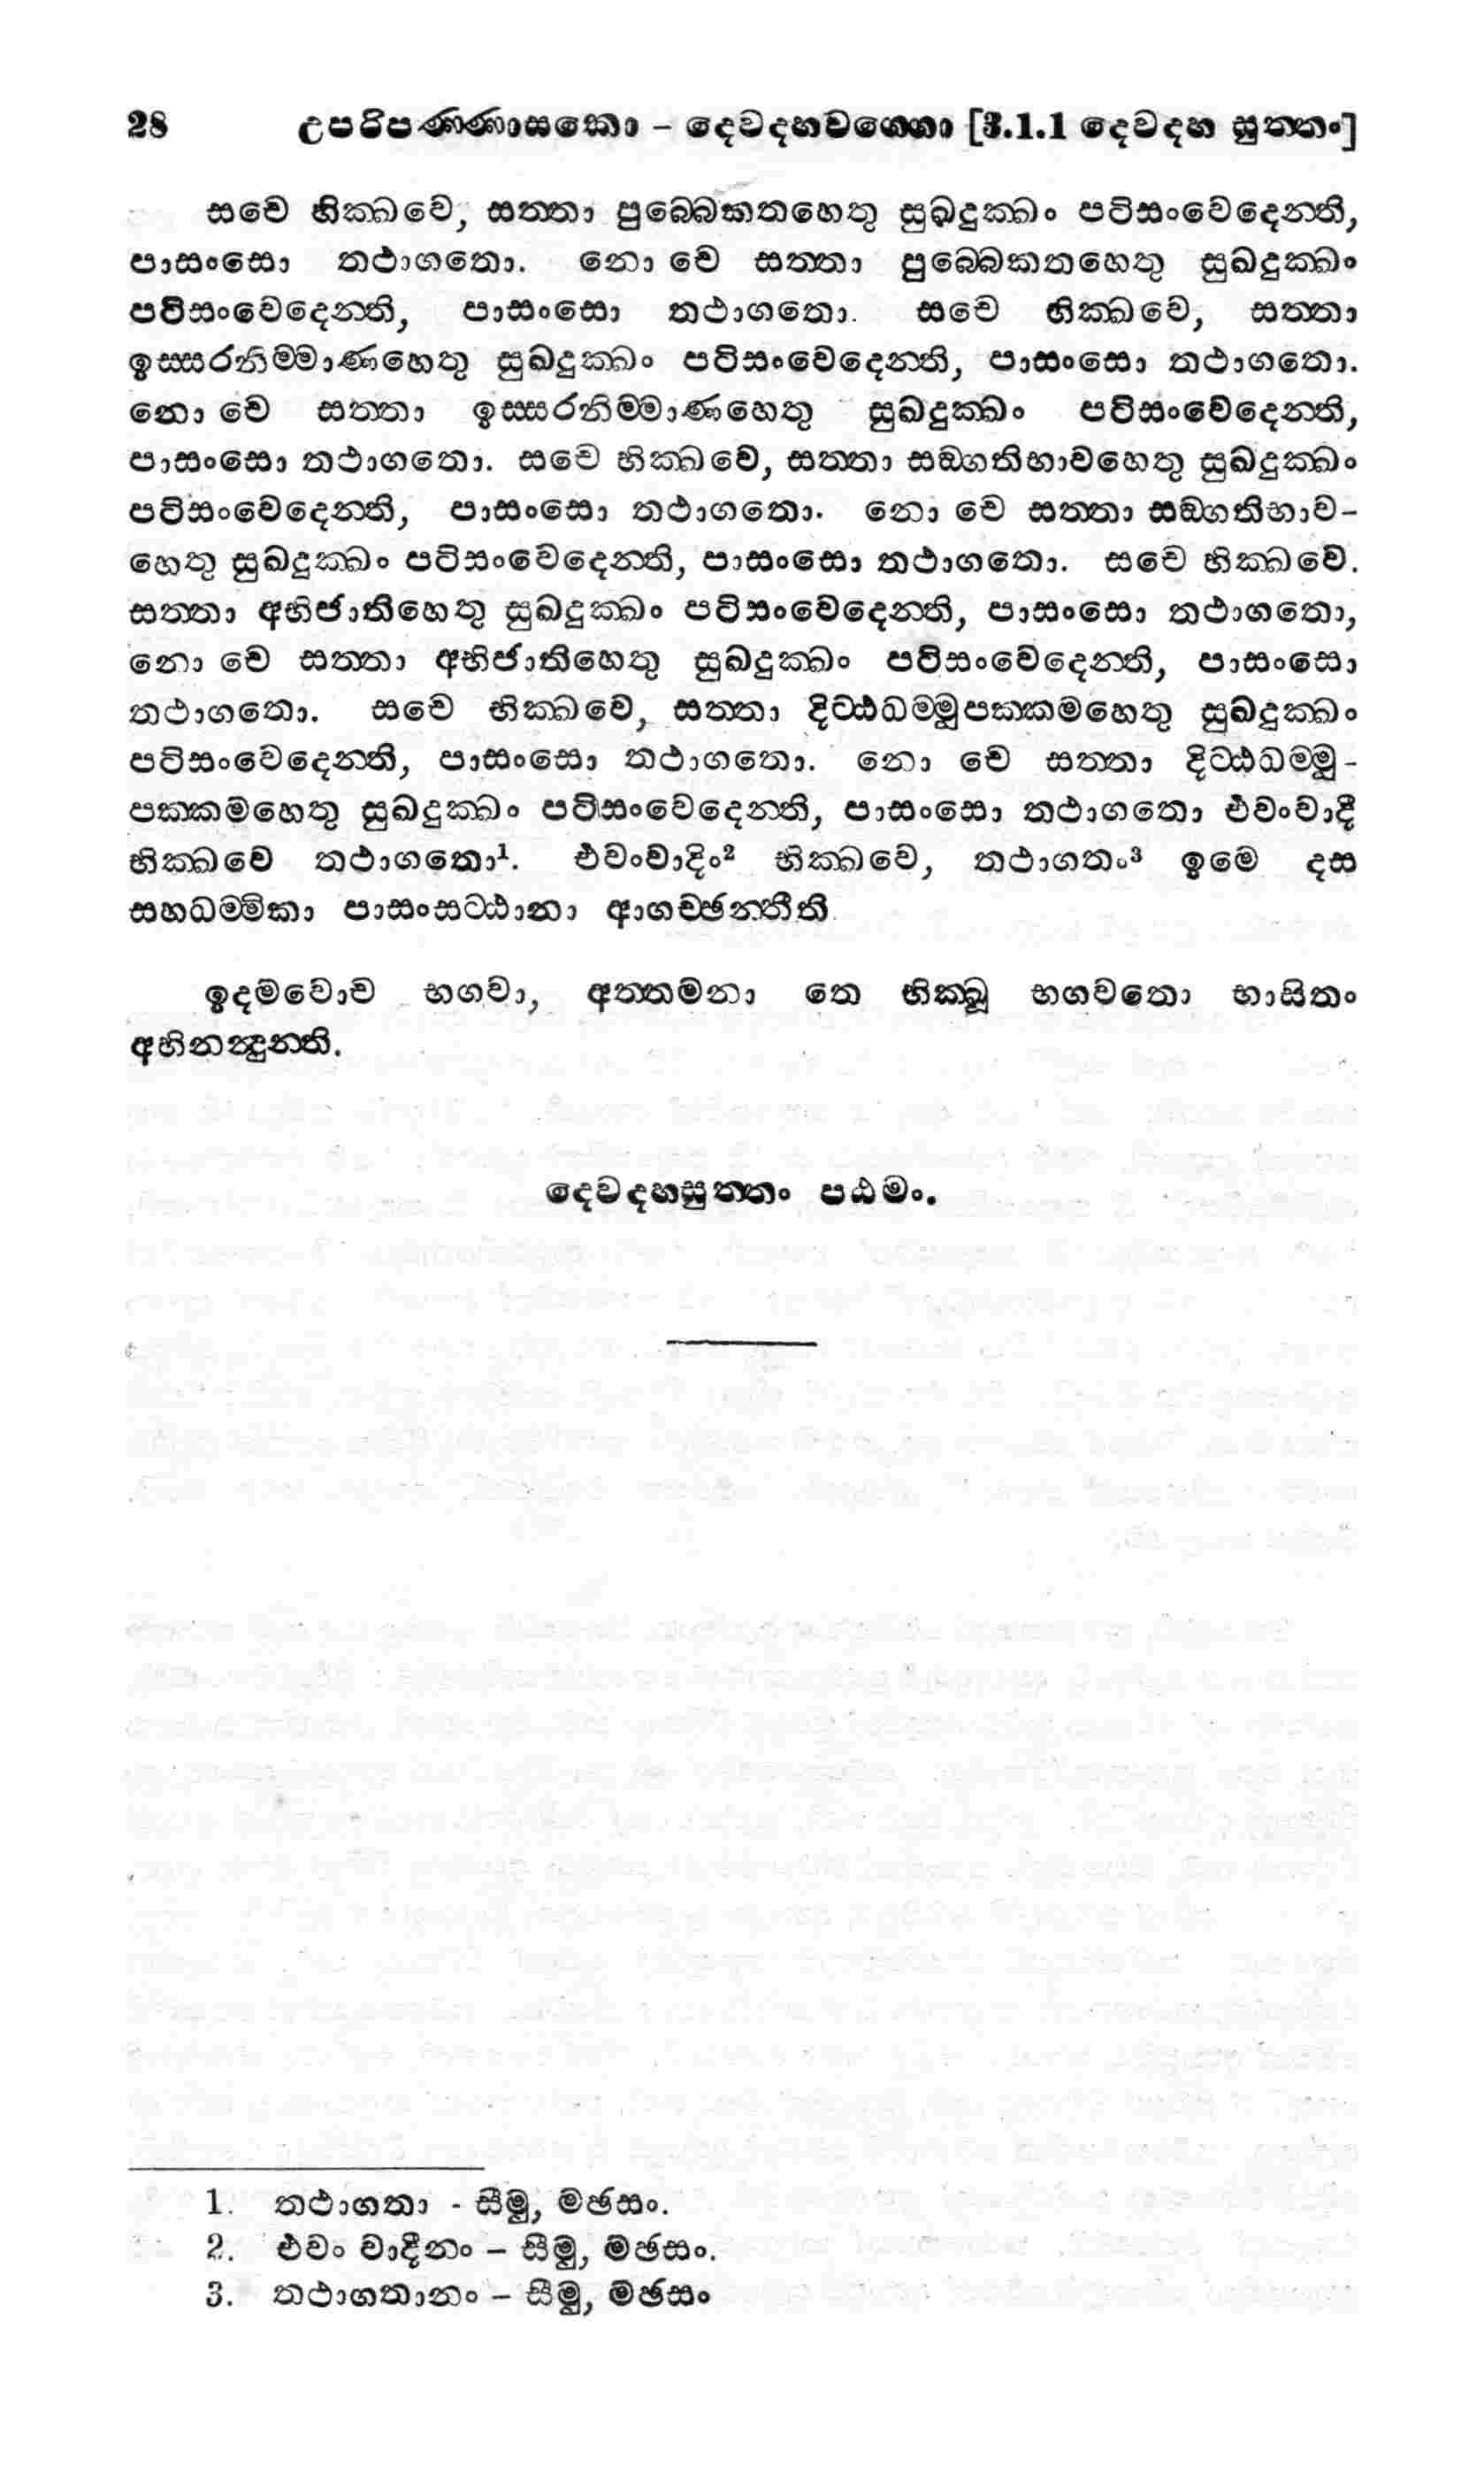 28 උපරිපණ්ණාසකො – දෙවදහවග්ගො [3.1.1 දෙවදහ සුත්තං]
සචෙ භික්ඛවෙ, සත්තා පුබ්බෙකතහෙතු සුඛදුක්ඛං පටිසංවෙදෙන්ති,
පාසංසො තථාගතො. නො චෙ සත්තා පුබ්බෙකතහෙතු සුඛදුක්ඛං
පටිසංවෙදෙන්ති, පාසංසො තථාගතො. සචෙ භික්ඛවෙ, සත්තා
ඉස්සරනිම්මාණහෙතු සුඛදුක්ඛං පටිසංවෙදෙන්ති, පාසංසො තථාගතො.
නො චෙ සත්තා ඉස්සරනිම්මාණහෙතු සුඛදුක්ඛං පටිසංවෙදෙන්ති,
පාසංසො තථාගතො. සචෙ භික්ඛවෙ, සත්තා සඞ්ගතිභාවහෙතු සුඛදුක්ඛං
පටිසංවෙදෙන්ති, පාසංසො තථාගතො. නො චෙ සත්තා සඞ්ගතිභාව-
හෙතු සුඛදුක්ඛං පටිසංවෙදෙන්ති, පාසංසො තථාගතො. සචෙ භික්ඛවෙ.
සත්තා අභිජාතිහෙතු සුඛදුක්ඛං පටිසංවෙදෙන්ති, පාසංසො තථාගතො,
නො චෙ සත්තා අභිජාතිහෙතු සුඛදුක්ඛං පටිසංවෙදෙන්ති, පාසංසො
තථාගතො. සචෙ භික්ඛවෙ, සත්තා දිට්ඨධම්මූපක්කමහෙතු සුඛදුක්ඛං
පටිසංවෙදෙන්ති, පාසංසො තථාගතො. නො චෙ සත්තා දිට්ඨධම්මූ-
පක්කමහෙතු සුඛදුක්ඛං පටිසංවෙදෙන්ති, පාසංසො තථාගතො එවංවාදී
භික්ඛවෙ තථාගතො¹. එවංවාදිං² භික්ඛවෙ, තථාගතං³ ඉමෙ දස
සහධම්මිකා පාසංසට්ඨානා ආගච්ඡන්තීති
ඉදමවොච භගවා, අත්තමනා තෙ භික්ඛූ භගවතො භාසිතං
අභිනන්දුන්ති.
දෙවදහසුත්තං පඨමං.
1. තථාගතා - සීමු, මඡසං.
2. එවං වාදීනං – සීමු, මඡසං.
3. තථාගතානං – සීමු, මඡසං